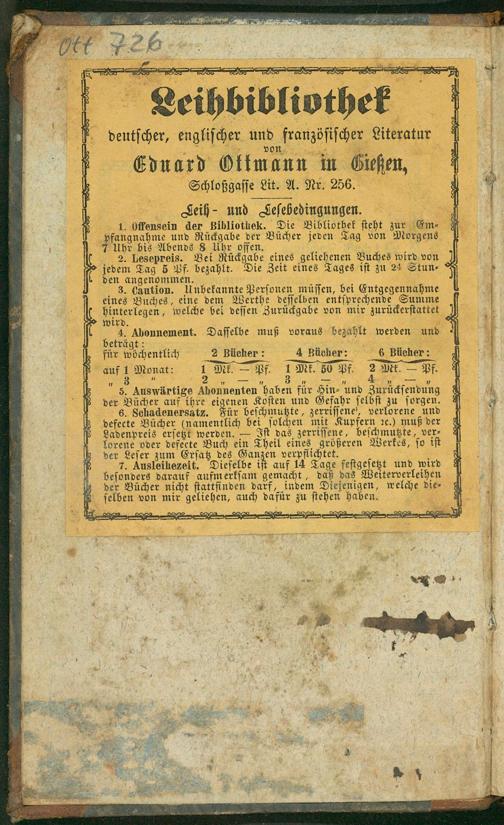 Ott 726
Leihbibliothek
deutscher, englischer und französischer Literatur
von
Eduard Ottmann in Gießen,
Schloßgasse Lit. A. Nr. 256.
Leih- und Lesebedingungen.
1. Offensein der Bibliothek. Die Bibliothek steht zur Em-
pfangnahme und Rückgabe der Bücher jeden Tag von Morgens
7 Uhr bis Abends 8 Uhr offen.
2. Lesepreis. Bei Rückgabe eines geliehenen Buches wird von
jedem Tag 5 Pf. bezahlt. Die Zeit eines Tages ist zu 24 Stun-
den angenommen.
3. Caution. Unbekannte Personen müssen, bei Entgegennahme
eines Buches, eine dem Werthe desselben entsprechende Summe
hinterlegen, welche bei dessen Zurückgabe von mir zurückerstattet
wird.
4. Abonnement. Dasselbe muß voraus bezahlt werden und
beträgt:
für wöchentlich 2 Bücher: 4 Bücher: 6 Bücher:
auf 1 Monat: 1 Mk. — Pf. 1 Mk. 50 Pf. 2 Mk. — Pf.
„ 3 „ 2 „ — „ 3 „ — „ 4 „ — „
5. Auswärtige Abonnenten haben für Hin- und Zurücksendung
der Bücher auf ihre eigenen Kosten und Gefahr selbst zu sorgen.
6. Schadenersatz. Für beschmutzte, zerrissene, verlorene und
defecte Bücher (namentlich bei solchen mit Kupfern ꝛc.) muß der
Ladenpreis ersetzt werden. — Ist das zerrissene, beschmutzte, ver-
lorene oder defecte Buch ein Theil eines größeren Werkes, so ist
der Leser zum Ersatz des Ganzen verpflichtet.
7. Ausleihezeit. Dieselbe ist auf 14 Tage festgesetzt und wird
besonders darauf aufmerksam gemacht, daß das Weiterverleihen
der Bücher nicht stattfinden darf, indem Diejenigen, welche die-
selben von mir geliehen, auch dafür zu stehen haben.